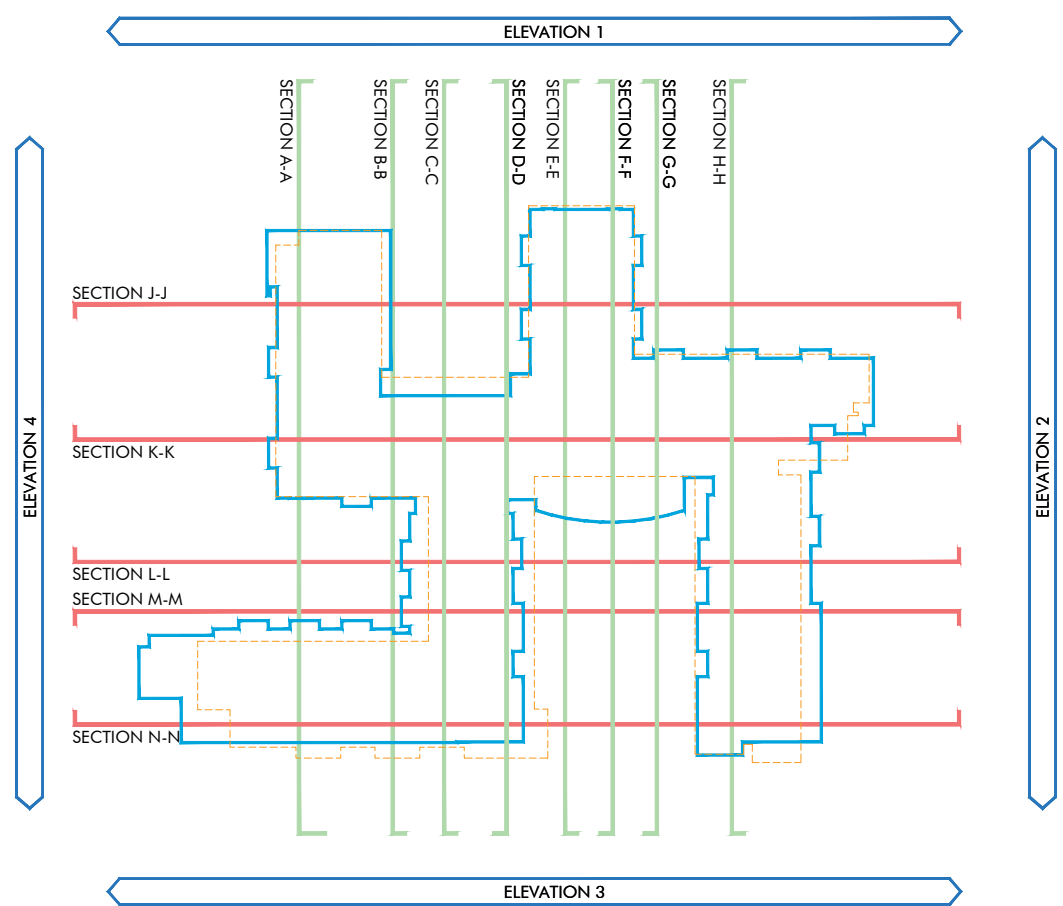 ELEVATION 1
SECTION A-A
SECTION B-B
SECTION C-C
SECTION D-D
SECTION E-E
SECTION F-F
SECTION G-G
SECTION H-H
SECTION J-J
ELEVATION 4
ELEVATION 2
SECTION K-K
SECTION L-L
SECTION M-M
SECTION N-N
ELEVATION 3